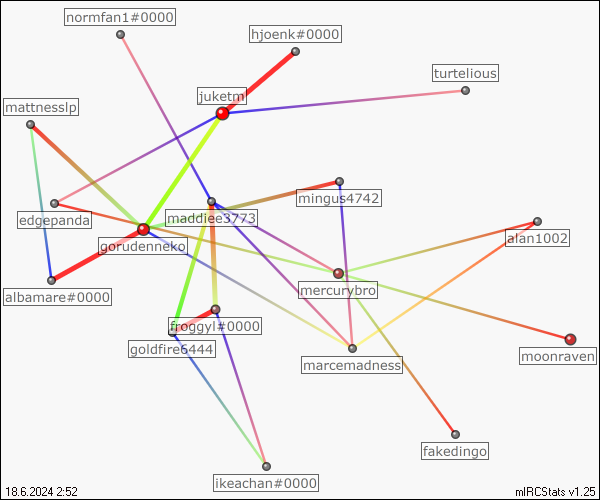 normfan1#0000
hjoenk#0000
turtelious
juketm
mattnesslp
mingus4742
maddiee3773
edgepanda
alan1002
gorudenneko
mercurybro
albamare#0000
froggyl#0000
goldfire6444
moonraven
marcemadness
fakedingo
ikeachan#0000
18.6.2024 2:52
mIRCStats v1.25